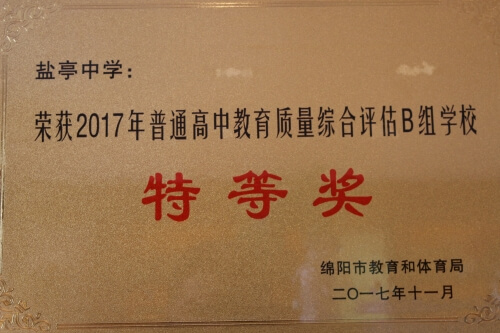 盐亭中学：
荣获2017年普通高中教育质量综合评估B组学校
特等奖
绵阳市教育和体育局
二〇一七年十一月